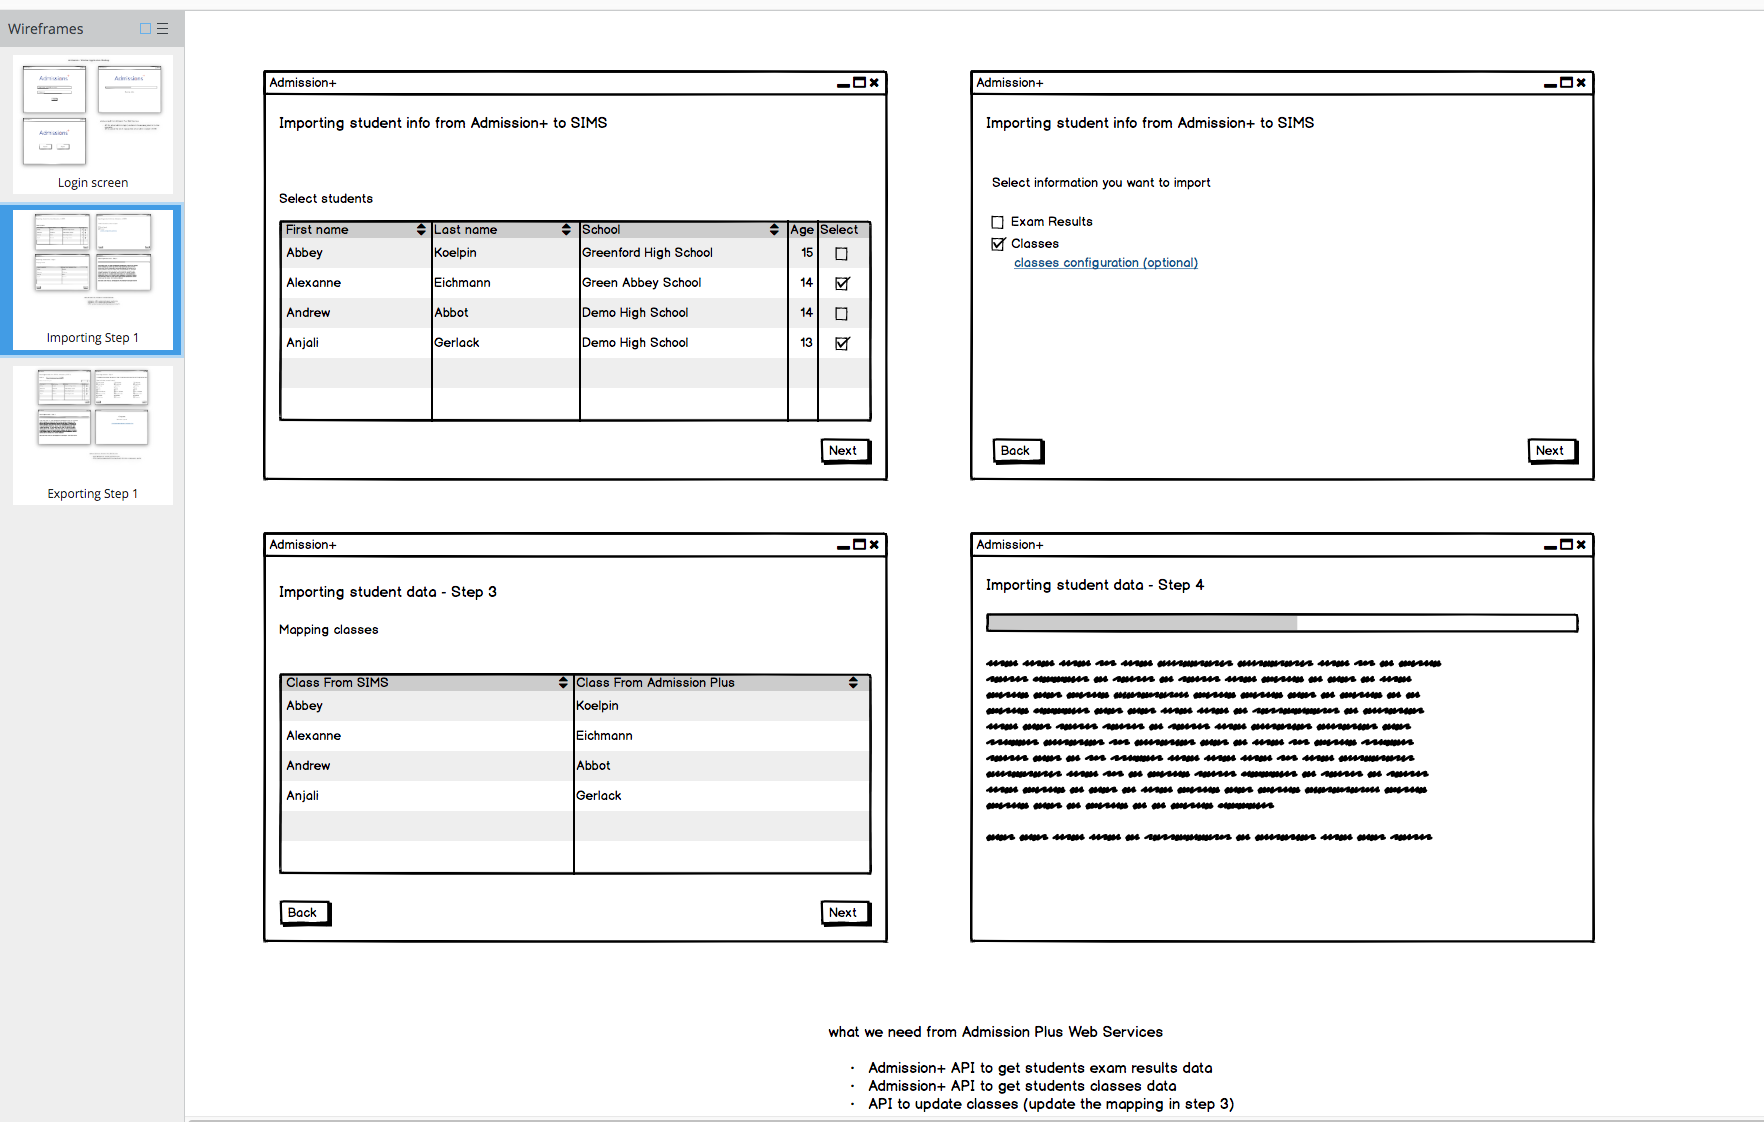 Wireframes
Login screen
Importing Step 1
Exporting Step 1
Admission+
Importing student info from Admission+ to SIMS
Select students
First name Last name School Age Select
Abbey Koelpin Greenford High School 15
Alexanne Eichmann Green Abbey School 14
Andrew Abbot Demo High School 14
Anjali Gerlack Demo High School 13
Next
Admission+
Importing student info from Admission+ to SIMS
Select information you want to import
Exam Results
Classes
classes configuration (optional)
Back Next
Admission+
Importing student data - Step 3
Mapping classes
Class From SIMS Class From Admission Plus
Abbey Koelpin
Alexanne Eichmann
Andrew Abbot
Anjali Gerlack
Back Next
Admission+
Importing student data - Step 4
what we need from Admission Plus Web Services
· Admission+ API to get students exam results data
· Admission+ API to get students classes data
· API to update classes (update the mapping in step 3)